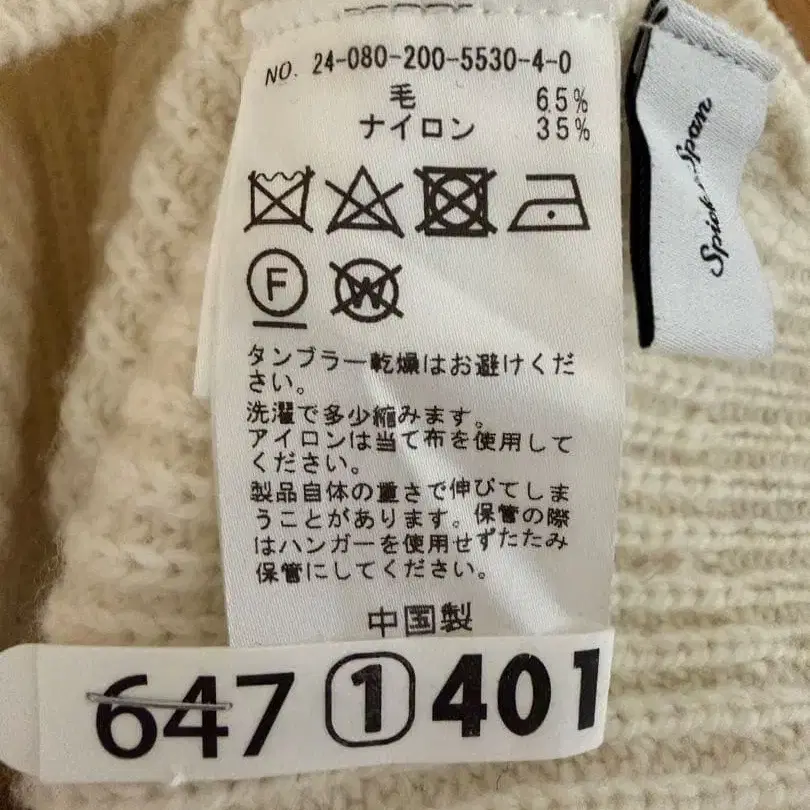 NO. 24-080-200-5530-4-0
毛 65%
ナイロン 35%
F
W
タンブラー乾燥はお避けくだ
さい。
洗濯で多少縮みます。
アイロンは当て布を使用して
ください。
製品自体の重さで伸びてしま
うことがあります。保管の際
はハンガーを使用せずたたみ
保管にしてください。
中国製
647 ① 401
Spick Span